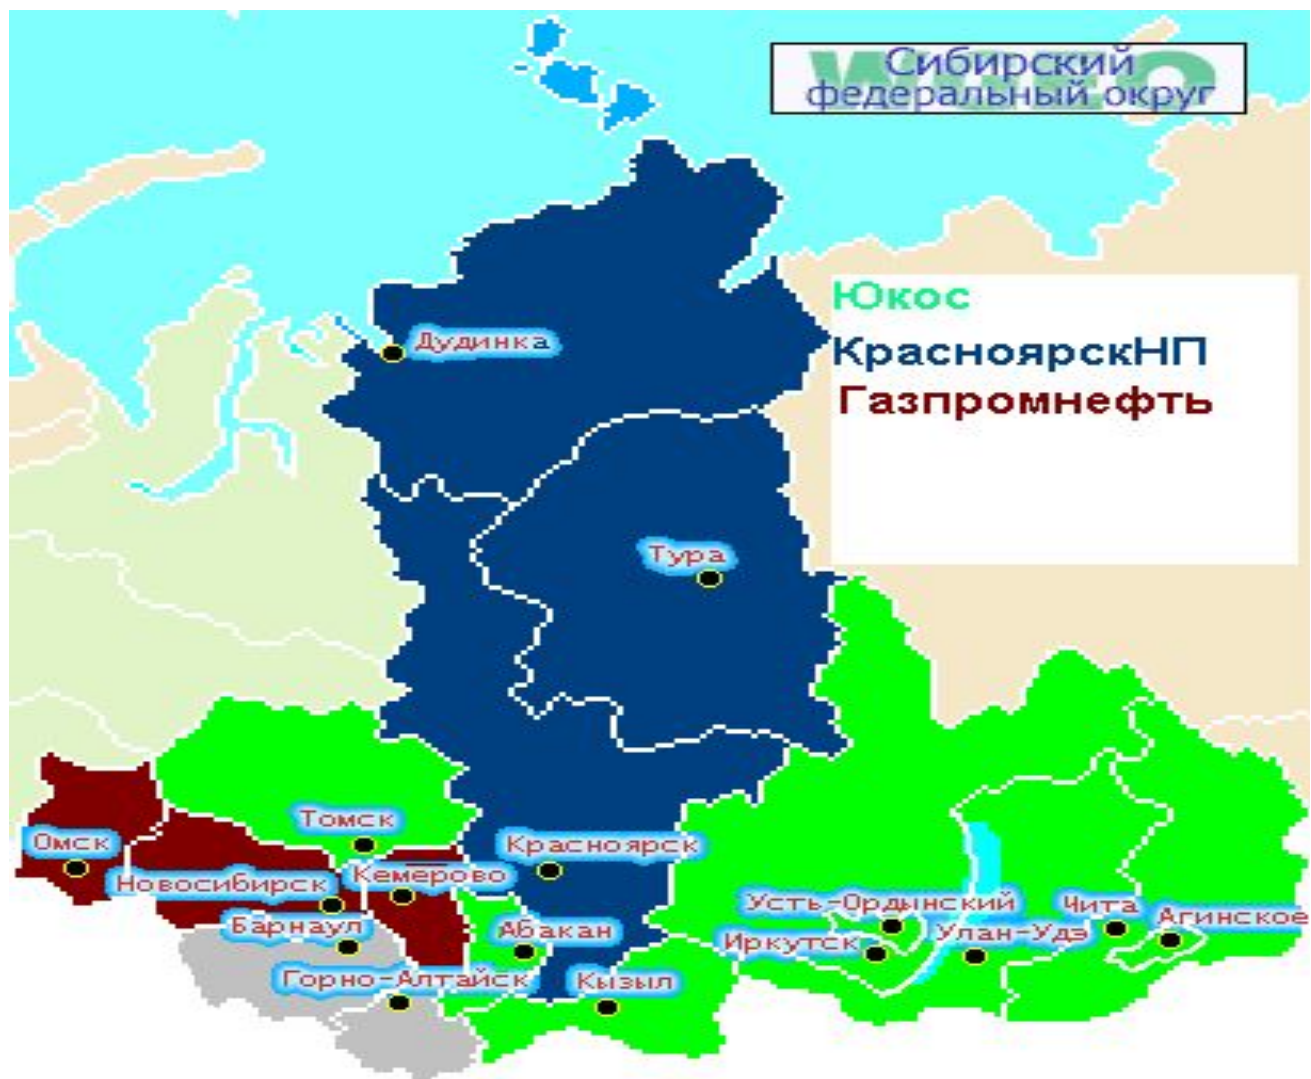 Сибирский
федеральный округ
Юкос
КрасноярскНП
Газпромнефть
Дудинка
Тура
Томск
Омск
Красноярск
Кемерово
Новосибирск
Усть-Ордынский
Чита
Агинское
Барнаул
Абакан
Иркутск
Улан-Удэ
Горно-Алтайск
Кызыл